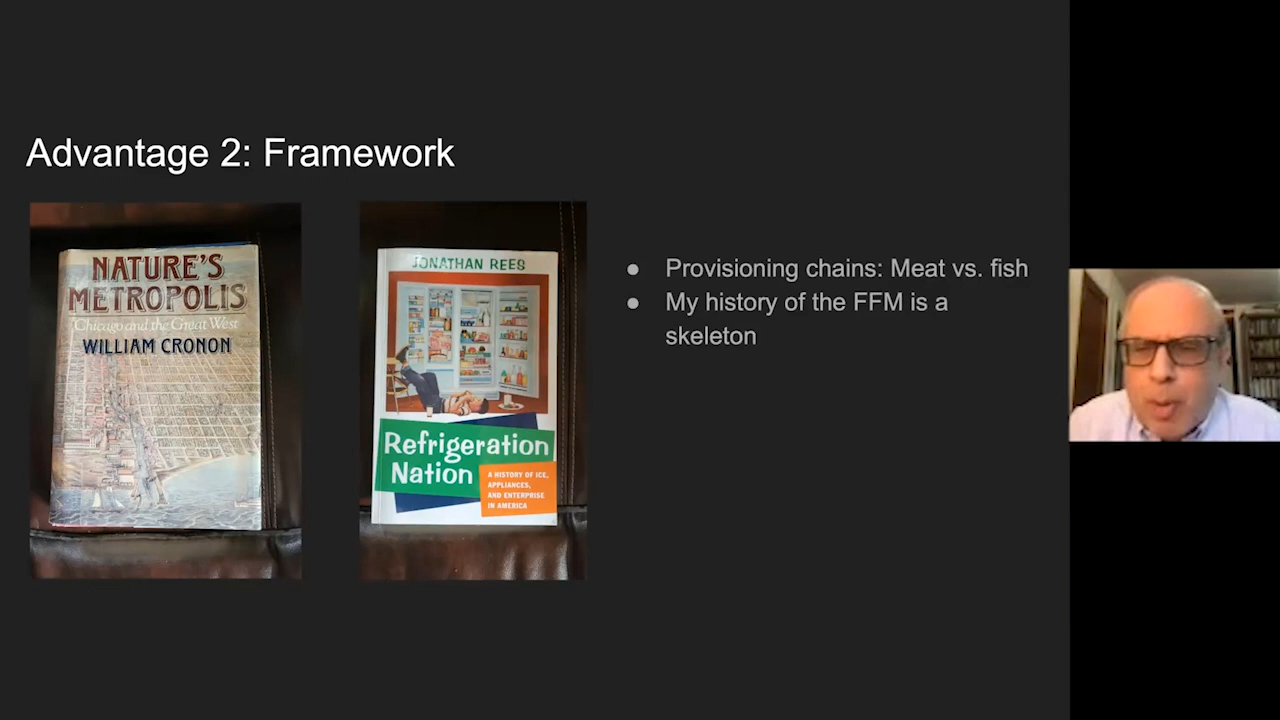 Advantage 2: Framework
NATURE'S
METROPOLIS
Chicago and the Great West
WILLIAM CRONON
JONATHAN REES
Refrigeration
Nation
A HISTORY OF ICE,
APPLIANCES,
AND ENTERPRISE
IN AMERICA
● Provisioning chains: Meat vs. fish
● My history of the FFM is a
skeleton